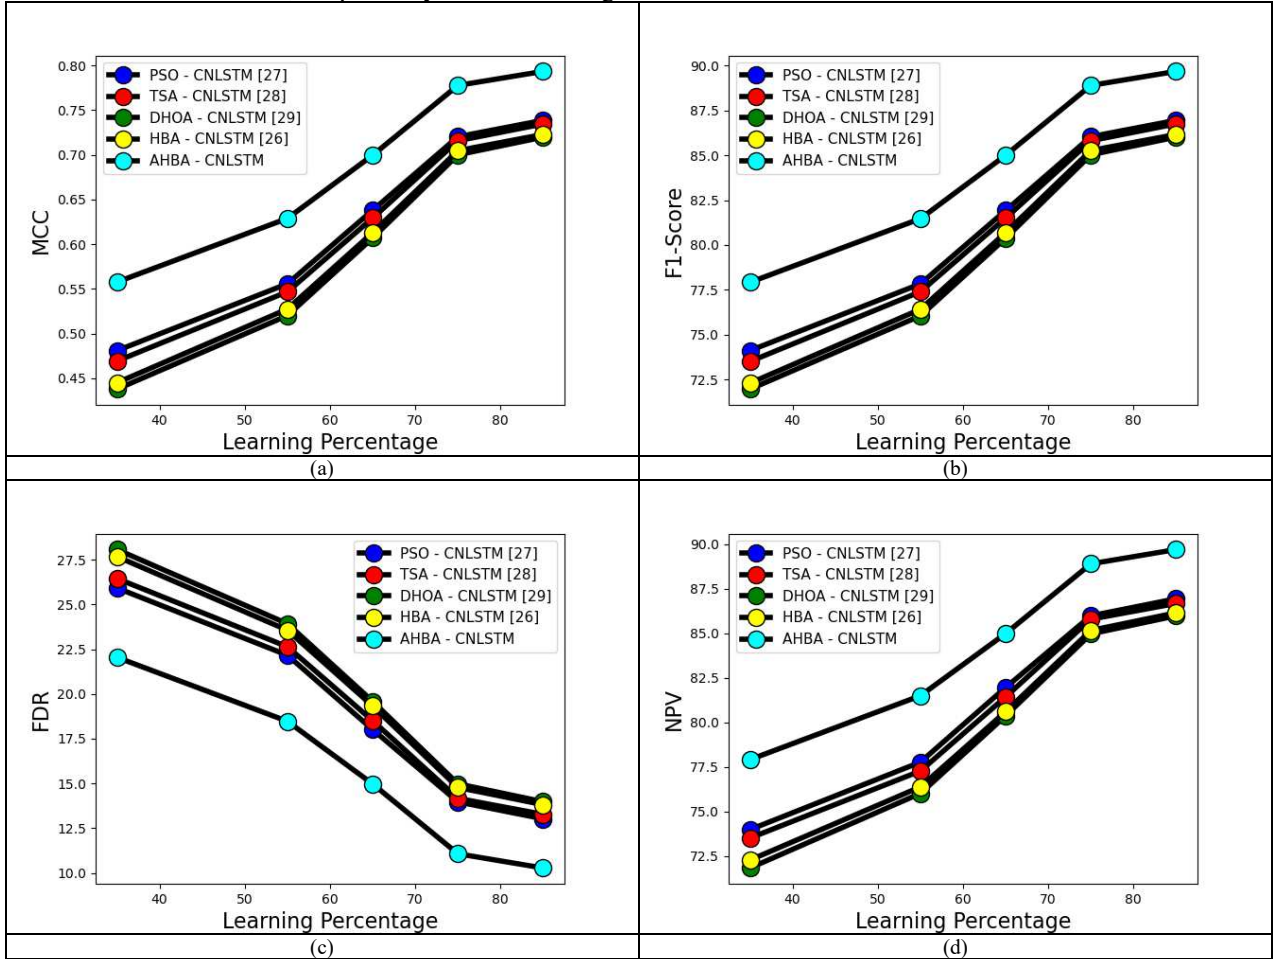 0.80
0.75
0.70
0.65
0.60
0.55
0.50
0.45
MCC
PSO - CNLSTM [27]
TSA - CNLSTM [28]
DHOA - CNLSTM [29]
HBA - CNLSTM [26]
AHBA - CNLSTM
40 50 60 70 80
Learning Percentage
(a)
90.0
87.5
85.0
82.5
80.0
77.5
75.0
72.5
F1-Score
PSO - CNLSTM [27]
TSA - CNLSTM [28]
DHOA - CNLSTM [29]
HBA - CNLSTM [26]
AHBA - CNLSTM
40 50 60 70 80
Learning Percentage
(b)
27.5
25.0
22.5
20.0
17.5
15.0
12.5
10.0
FDR
PSO - CNLSTM [27]
TSA - CNLSTM [28]
DHOA - CNLSTM [29]
HBA - CNLSTM [26]
AHBA - CNLSTM
40 50 60 70 80
Learning Percentage
(c)
90.0
87.5
85.0
82.5
80.0
77.5
75.0
72.5
NPV
PSO - CNLSTM [27]
TSA - CNLSTM [28]
DHOA - CNLSTM [29]
HBA - CNLSTM [26]
AHBA - CNLSTM
40 50 60 70 80
Learning Percentage
(d)